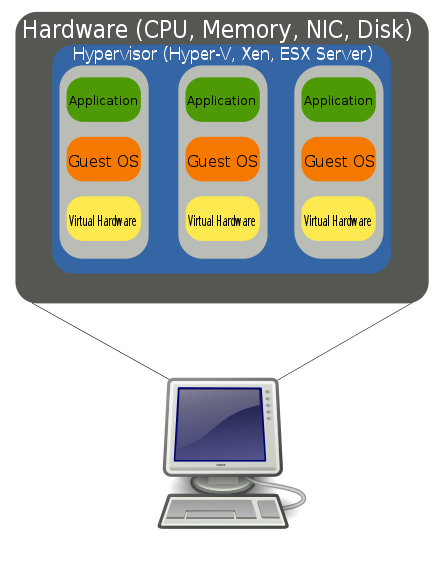 Hardware (CPU, Memory, NIC, Disk)
Hypervisor (Hyper-V, Xen, ESX Server)
Application
Application
Application
Guest OS
Guest OS
Guest OS
Virtual Hardware
Virtual Hardware
Virtual Hardware